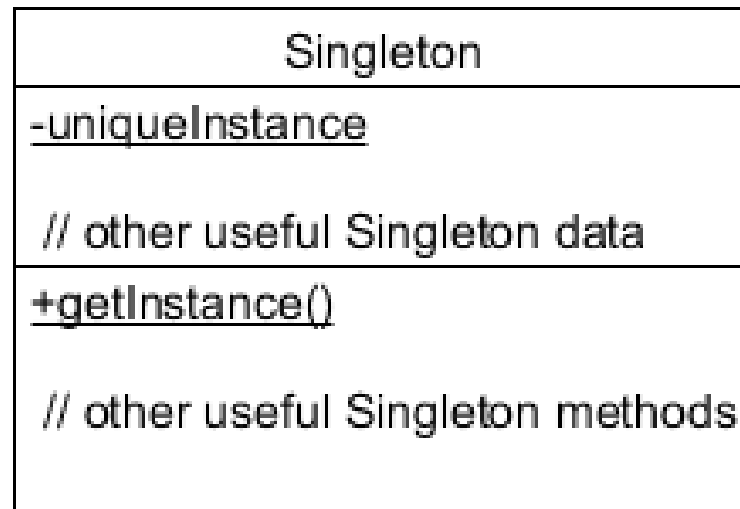 Singleton
-uniqueInstance
// other useful Singleton data
+getInstance()
// other useful Singleton methods